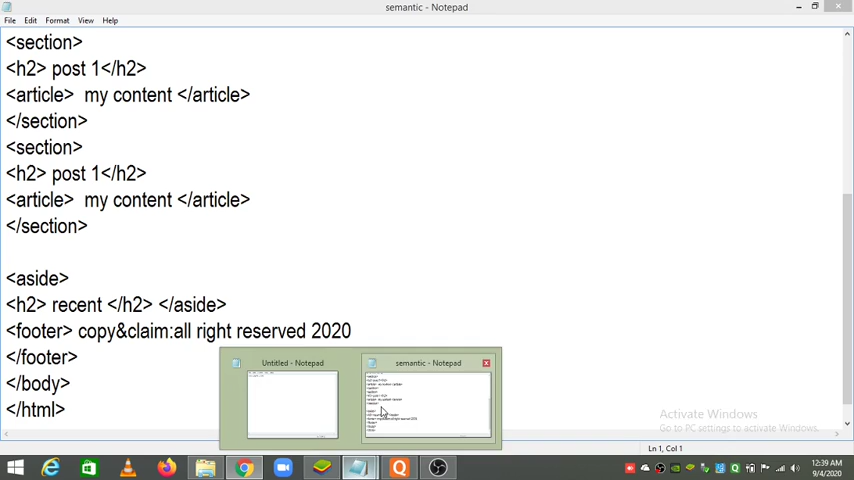 semantic - Notepad
File Edit Format View Help
<section>
<h2> post 1</h2>
<article>  my content </article>
</section>
<section>
<h2> post 1</h2>
<article>  my content </article>
</section>
<aside>
<h2> recent </h2> </aside>
<footer> copy&claim:all right reserved 2020
</footer>
</body>
</html>
Untitled - Notepad
semantic - Notepad
Activate Windows
Go to PC settings to activate Windows.
Ln 1, Col 1
12:39 AM
9/4/2020